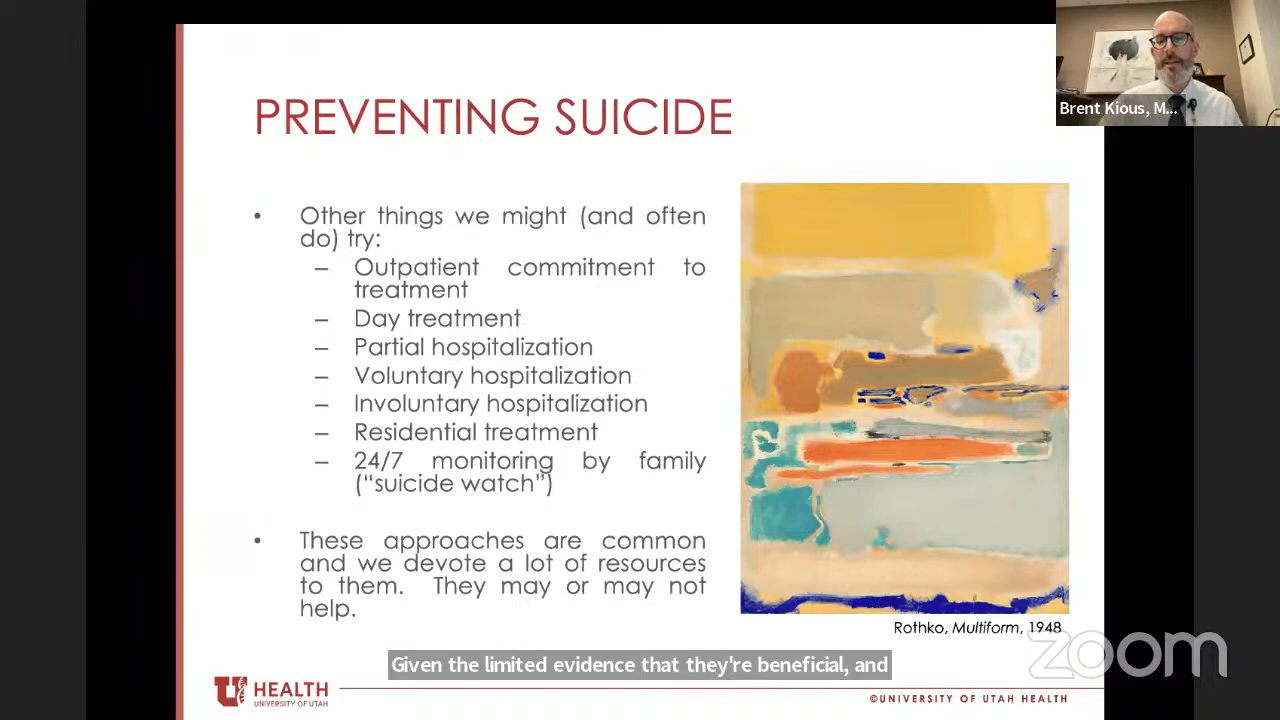 PREVENTING SUICIDE
Brent Kious, M...
• Other things we might (and often
do) try:
– Outpatient commitment to
treatment
– Day treatment
– Partial hospitalization
– Voluntary hospitalization
– Involuntary hospitalization
– Residential treatment
– 24/7 monitoring by family
("suicide watch")
• These approaches are common
and we devote a lot of resources
to them. They may or may not
help.
Rothko, Multiform, 1948
zoom
Given the limited evidence that they're beneficial, and
U HEALTH
UNIVERSITY OF UTAH
©UNIVERSITY OF UTAH HEALTH